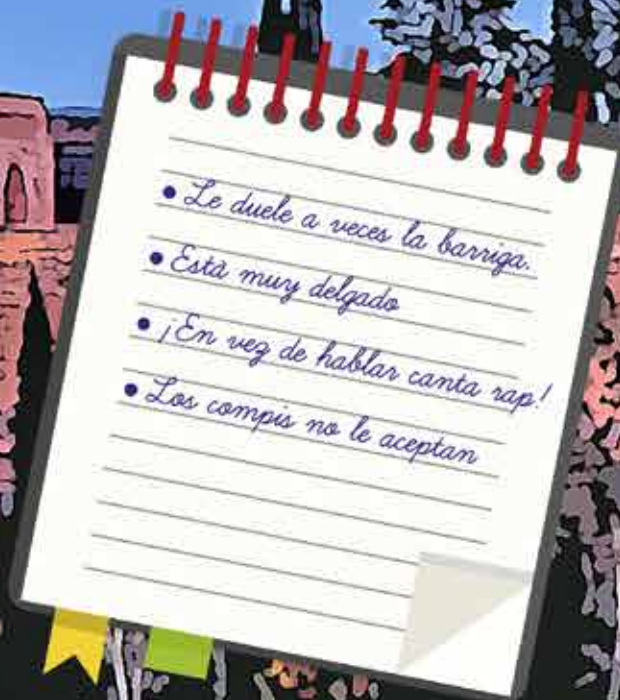 • Le duele a veces la barriga.
• Está muy delgado
• ¡En vez de hablar canta rap!
• Los compis no le aceptan